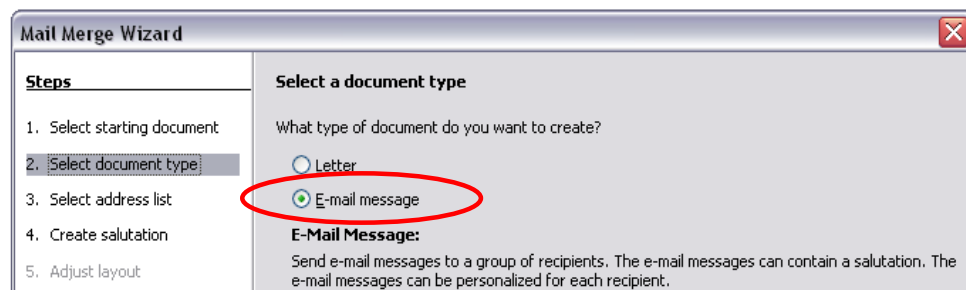 Mail Merge Wizard
Steps
1. Select starting document
2. Select document type
3. Select address list
4. Create salutation
5. Adjust layout
Select a document type
What type of document do you want to create?
Letter
E-mail message
E-Mail Message:
Send e-mail messages to a group of recipients. The e-mail messages can contain a salutation. The
e-mail messages can be personalized for each recipient.